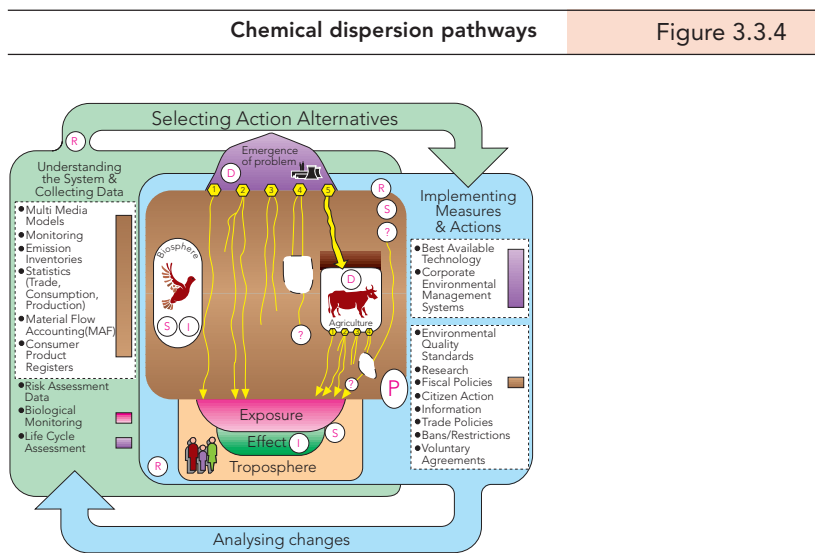 Chemical dispersion pathways
Figure 3.3.4
Selecting Action Alternatives
R
Understanding
the System &
Collecting Data
●Multi Media
Models
●Monitoring
●Emission
Inventories
●Statistics
(Trade,
Consumption,
Production)
●Material Flow
Accounting(MAF)
●Consumer
Product
Registers
●Risk Assessment
Data
●Biological
Monitoring
●Life Cycle
Assessment
Emergence
of problem
D
1 2 3 4 5
R
S
?
Biosphere
S I
D
Agriculture
1 2 3 4
?
?
P
Exposure
Effect I
S
Troposphere
R
Implementing
Measures
& Actions
●Best Available
Technology
●Corporate
Environmental
Management
Systems
●Environmental
Quality
Standards
●Research
●Fiscal Policies
●Citizen Action
●Information
●Trade Policies
●Bans/Restrictions
●Voluntary
Agreements
Analysing changes